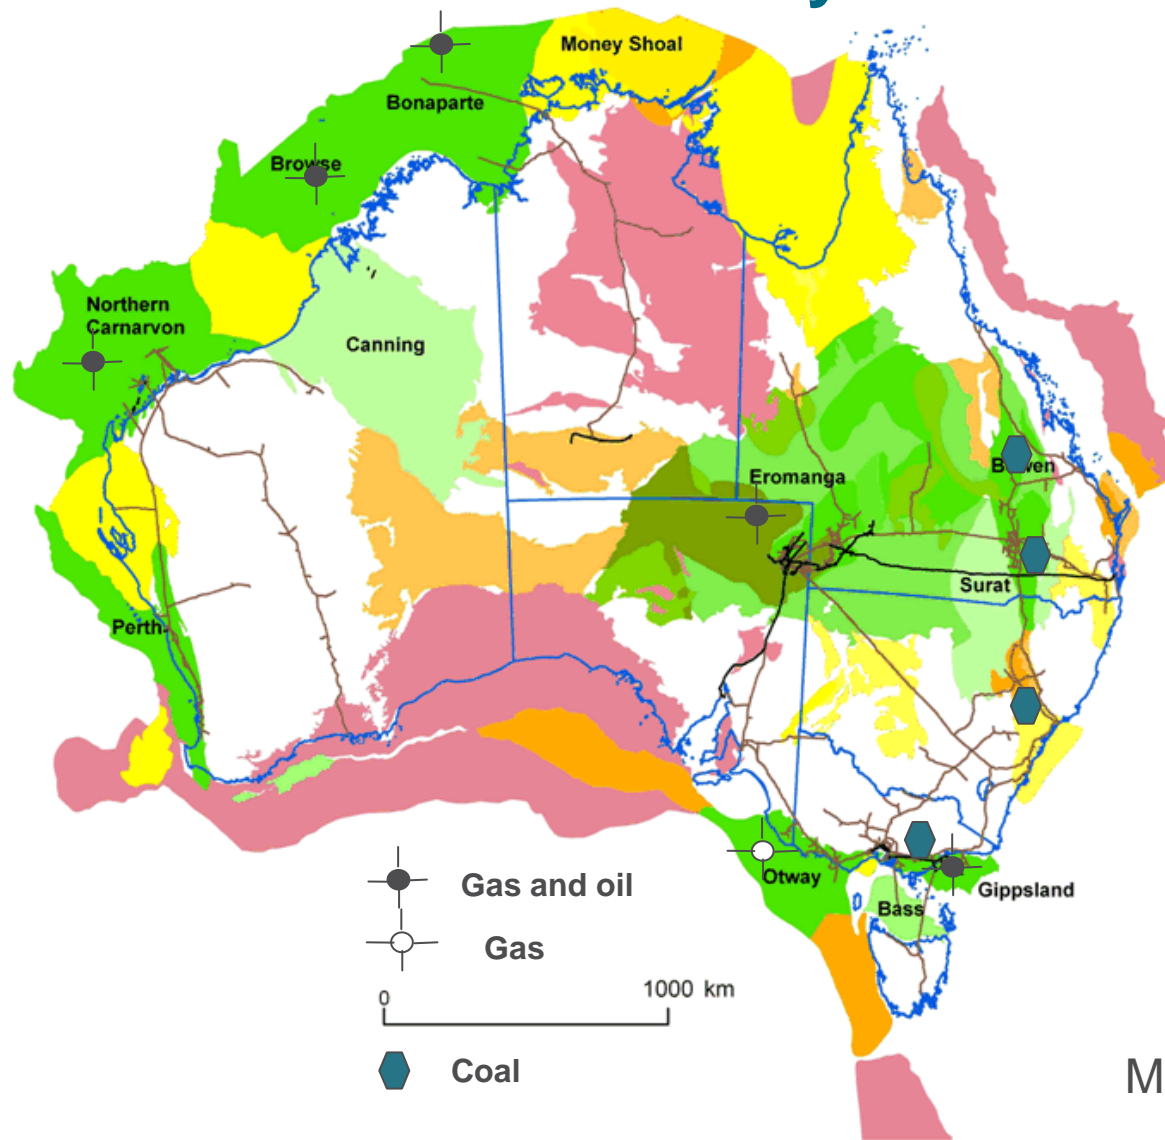 Money Shoal
Bonaparte
Browse
Northern
Carnarvon
Canning
Eromanga
Surat
Perth
Otway
Gippsland
Bass
Gas and oil
Gas
0
1000 km
Coal
M